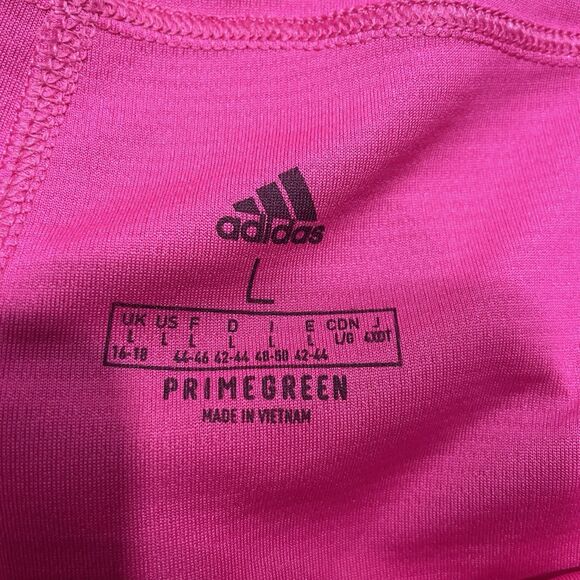 adidas
L
UK US F D I E CDN J
L L L L L L L/G 4XOT
16-18 44-46 42-44 48-50 42-44
PRIMEGREEN
MADE IN VIETNAM